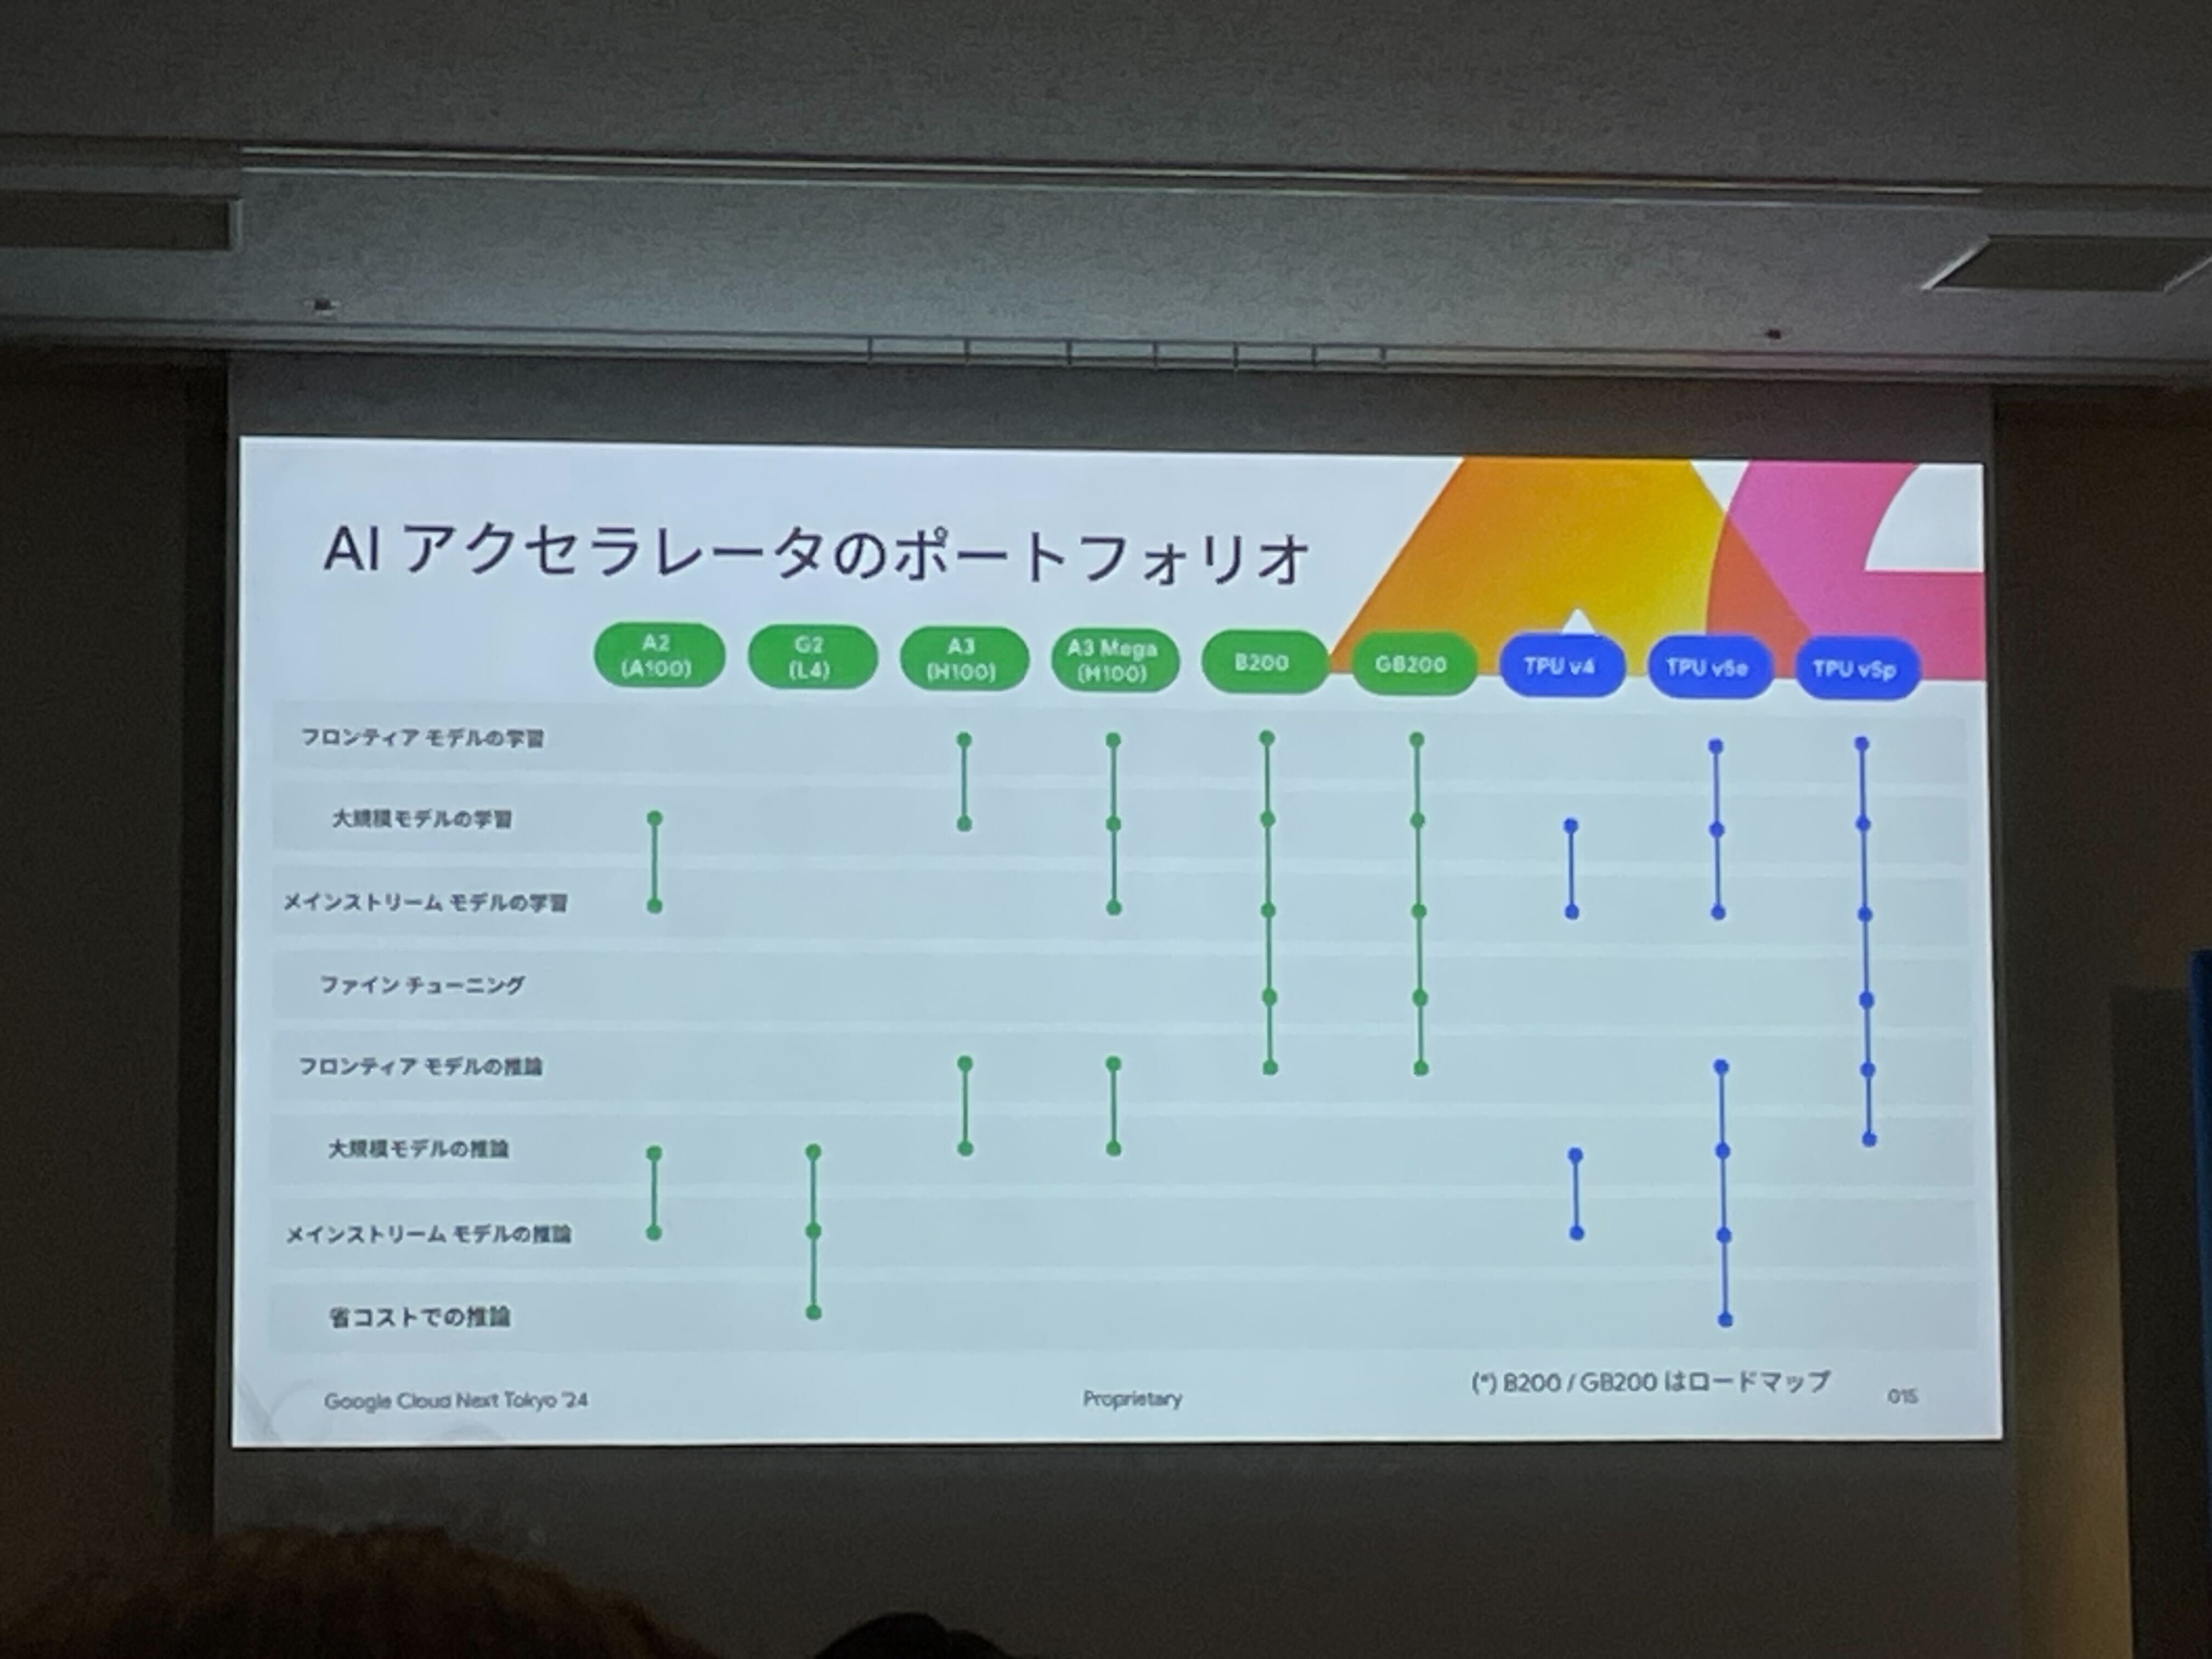 AI アクセラレータのポートフォリオ
A2
(A100)
G2
(L4)
A3
(H100)
A3 Mega
(H100)
B200
GB200
TPU v4
TPU v5e
TPU v5p
フロンティア モデルの学習
大規模モデルの学習
メインストリーム モデルの学習
ファイン チューニング
フロンティア モデルの推論
大規模モデルの推論
メインストリーム モデルの推論
省コストでの推論
(*) B200 / GB200 はロードマップ
Google Cloud Next Tokyo '24
Proprietary
015